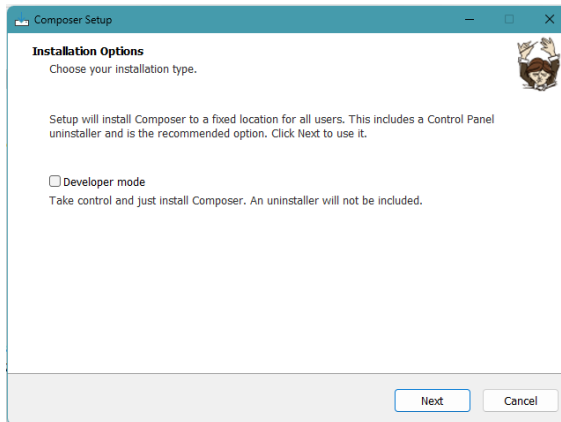 Composer Setup
Installation Options
Choose your installation type.
Setup will install Composer to a fixed location for all users. This includes a Control Panel
uninstaller and is the recommended option. Click Next to use it.
Developer mode
Take control and just install Composer. An uninstaller will not be included.
Next
Cancel